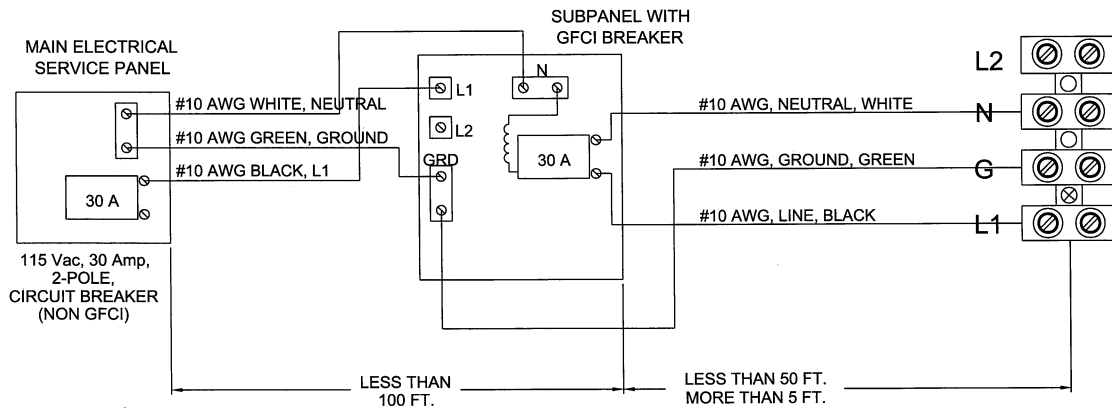 MAIN ELECTRICAL
SERVICE PANEL
#10 AWG WHITE, NEUTRAL
#10 AWG GREEN, GROUND
#10 AWG BLACK, L1
30 A
115 Vac, 30 Amp,
2-POLE,
CIRCUIT BREAKER
(NON GFCI)
SUBPANEL WITH
GFCI BREAKER
N
L1
L2
GRD
30 A
#10 AWG, NEUTRAL, WHITE
#10 AWG, GROUND, GREEN
#10 AWG, LINE, BLACK
L2
N
G
L1
LESS THAN
100 FT.
LESS THAN 50 FT.
MORE THAN 5 FT.